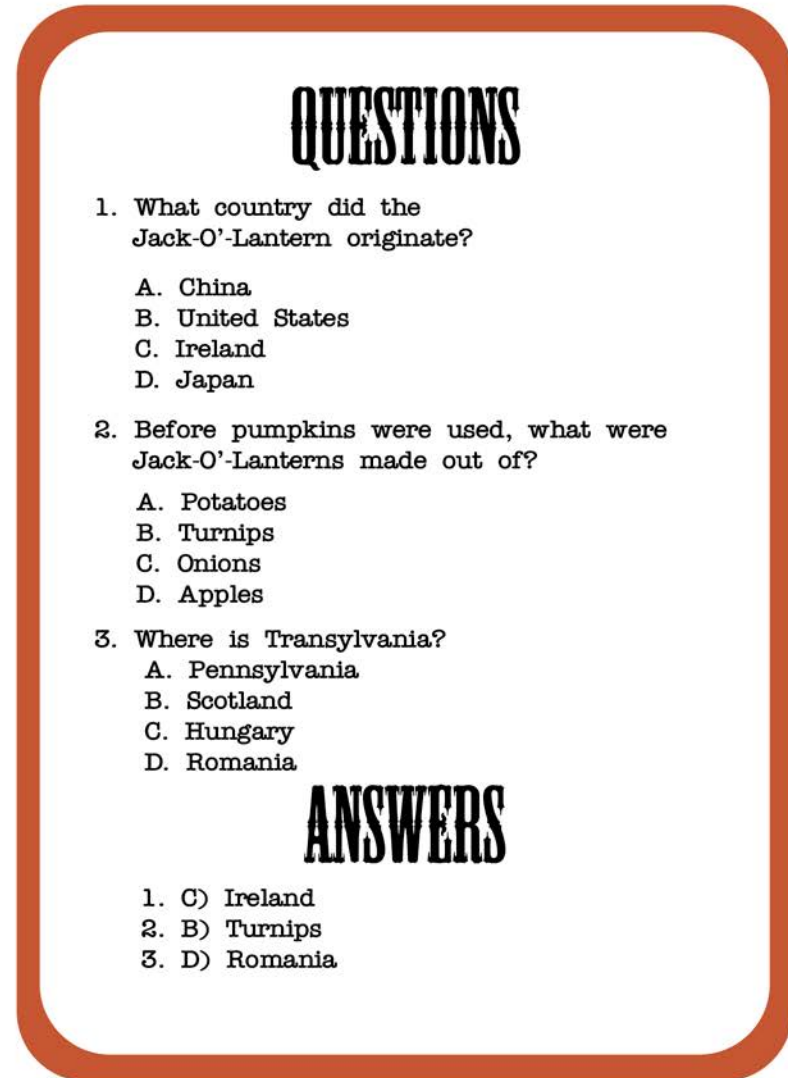 QUESTIONS
1. What country did the
Jack-O'-Lantern originate?
A. China
B. United States
C. Ireland
D. Japan
2. Before pumpkins were used, what were
Jack-O'-Lanterns made out of?
A. Potatoes
B. Turnips
C. Onions
D. Apples
3. Where is Transylvania?
A. Pennsylvania
B. Scotland
C. Hungary
D. Romania
ANSWERS
1. C) Ireland
2. B) Turnips
3. D) Romania